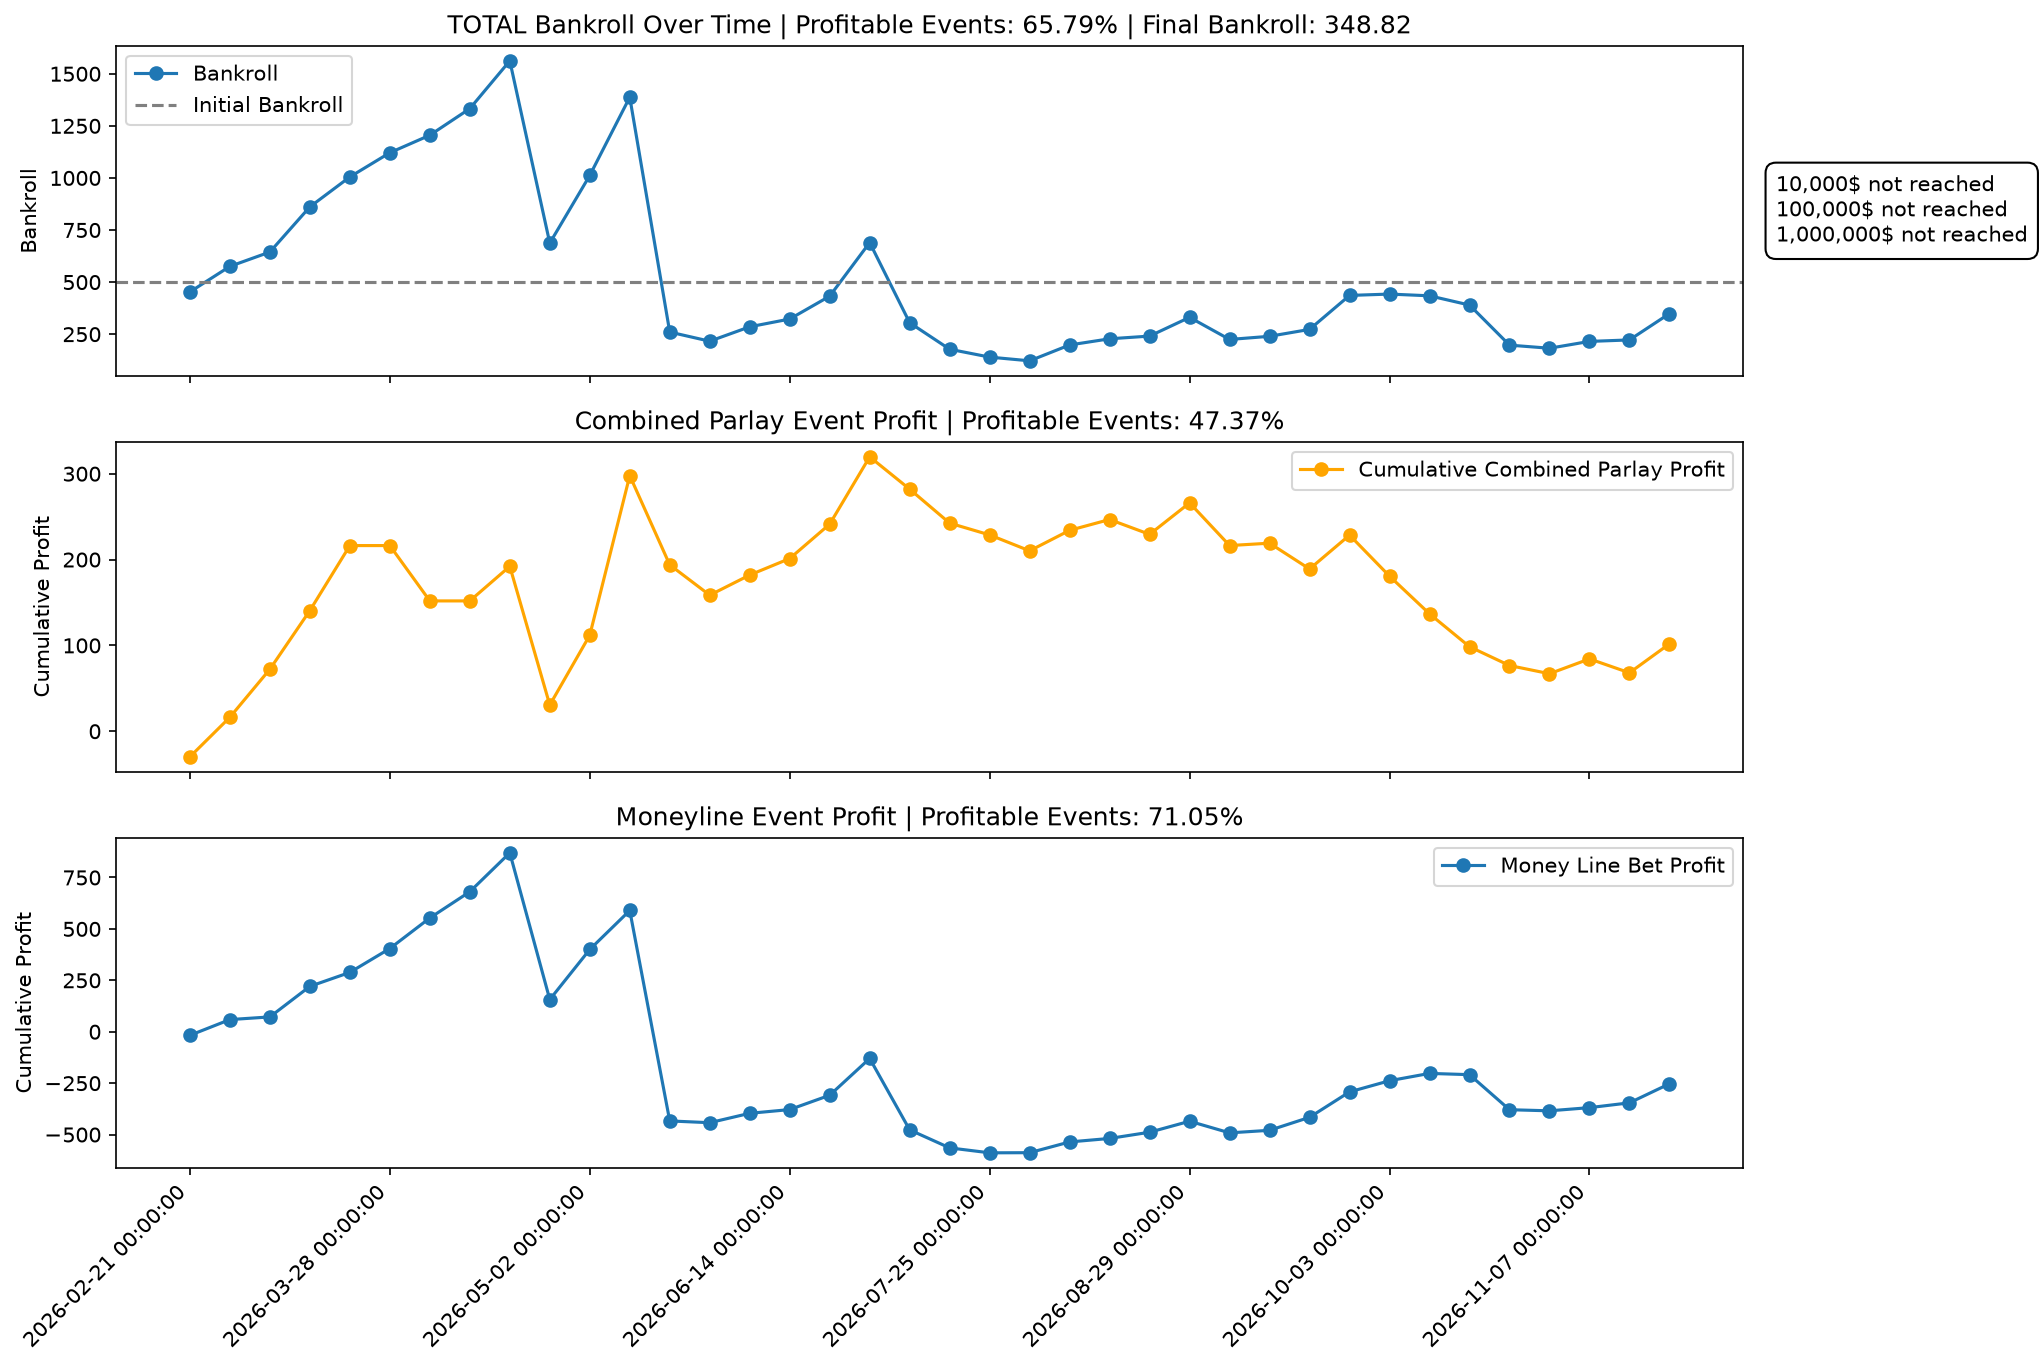 TOTAL Bankroll Over Time | Profitable Events: 65.79% | Final Bankroll: 348.82
Bankroll
Initial Bankroll
Bankroll
1500
1250
1000
750
500
250
10,000$ not reached
100,000$ not reached
1,000,000$ not reached
Combined Parlay Event Profit | Profitable Events: 47.37%
Cumulative Combined Parlay Profit
Cumulative Profit
300
200
100
0
Moneyline Event Profit | Profitable Events: 71.05%
Money Line Bet Profit
Cumulative Profit
750
500
250
0
−250
−500
2026-02-21 00:00:00
2026-03-28 00:00:00
2026-05-02 00:00:00
2026-06-14 00:00:00
2026-07-25 00:00:00
2026-08-29 00:00:00
2026-10-03 00:00:00
2026-11-07 00:00:00